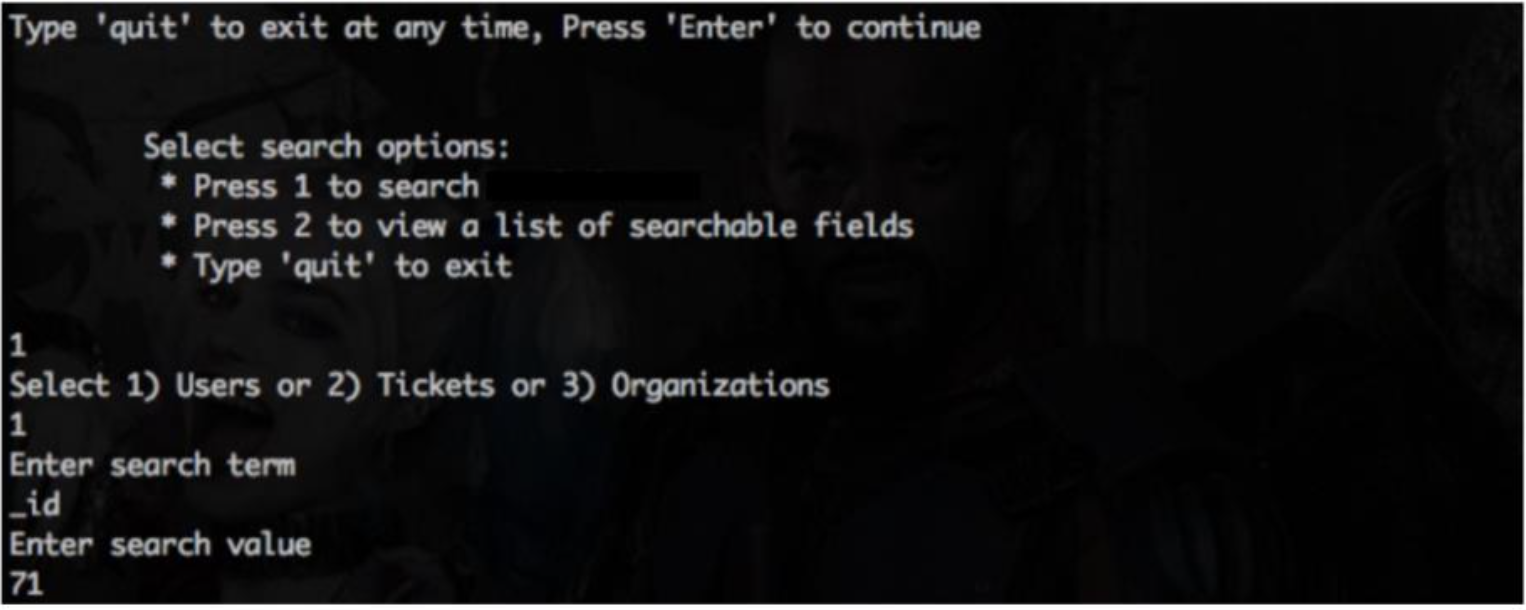 Type 'quit' to exit at any time, Press 'Enter' to continue
Select search options:
* Press 1 to search
* Press 2 to view a list of searchable fields
* Type 'quit' to exit
1
Select 1) Users or 2) Tickets or 3) Organizations
1
Enter search term
_id
Enter search value
71